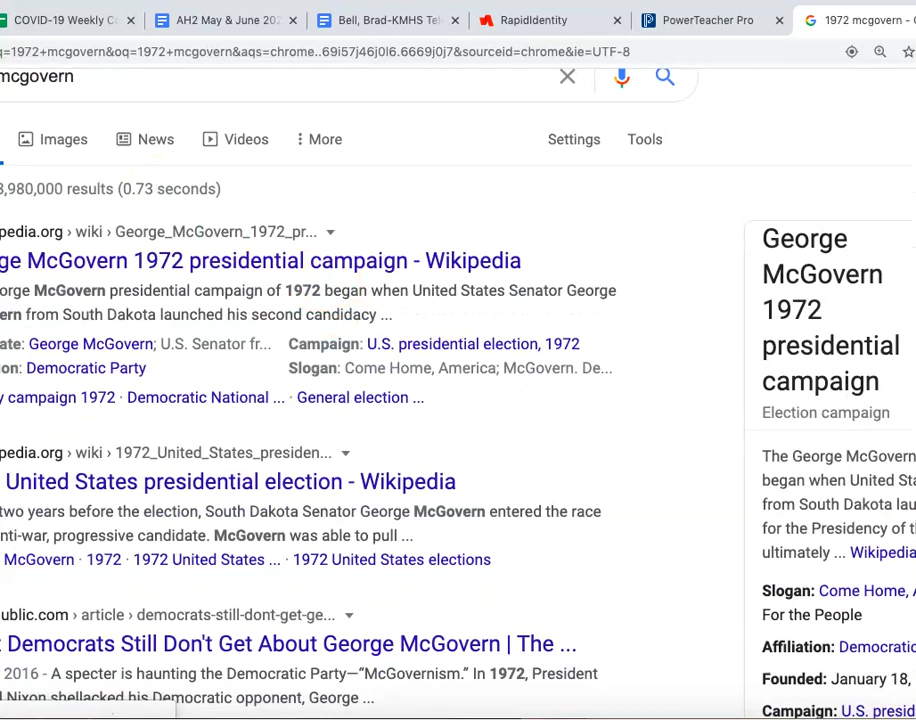 COVID-19 Weekly C
AH2 May & June 202
Bell, Brad-KMHS Tel
RapidIdentity
PowerTeacher Pro
1972 mcgovern - G
q=1972+mcgovern&oq=1972+mcgovern&aqs=chrome..69i57j46j0l6.6669j0j7&sourceid=chrome&ie=UTF-8
mcgovern
Images News Videos More Settings Tools
3,980,000 results (0.73 seconds)
pedia.org › wiki › George_McGovern_1972_pr...
ge McGovern 1972 presidential campaign - Wikipedia
orge McGovern presidential campaign of 1972 began when United States Senator George
ern from South Dakota launched his second candidacy ...
ate: George McGovern; U.S. Senator fr... Campaign: U.S. presidential election, 1972
on: Democratic Party Slogan: Come Home, America; McGovern. De...
y campaign 1972 · Democratic National ... · General election ...
pedia.org › wiki › 1972_United_States_presiden...
United States presidential election - Wikipedia
two years before the election, South Dakota Senator George McGovern entered the race
nti-war, progressive candidate. McGovern was able to pull ...
McGovern · 1972 · 1972 United States ... · 1972 United States elections
ublic.com › article › democrats-still-dont-get-ge...
t Democrats Still Don't Get About George McGovern | The ...
2016 - A specter is haunting the Democratic Party—“McGovernism.” In 1972, President
d Nixon shellacked his Democratic opponent, George ...
George
McGovern
1972
presidential
campaign
Election campaign
The George McGovern
began when United Sta
from South Dakota lau
for the Presidency of th
ultimately ... Wikipedia
Slogan: Come Home, A
For the People
Affiliation: Democratic
Founded: January 18,
Campaign: U.S. presid